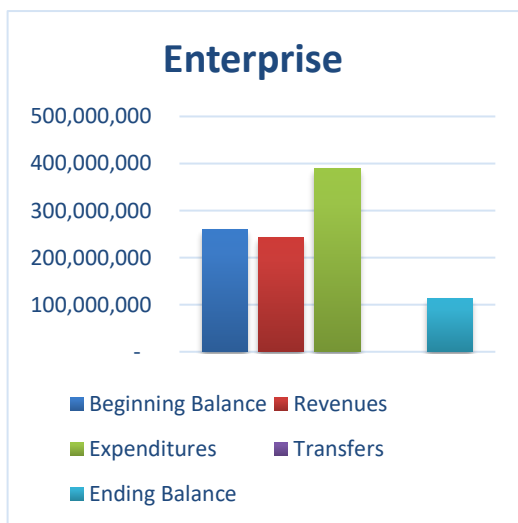 Enterprise
500,000,000
400,000,000
300,000,000
200,000,000
100,000,000
-
Beginning Balance Revenues
Expenditures Transfers
Ending Balance